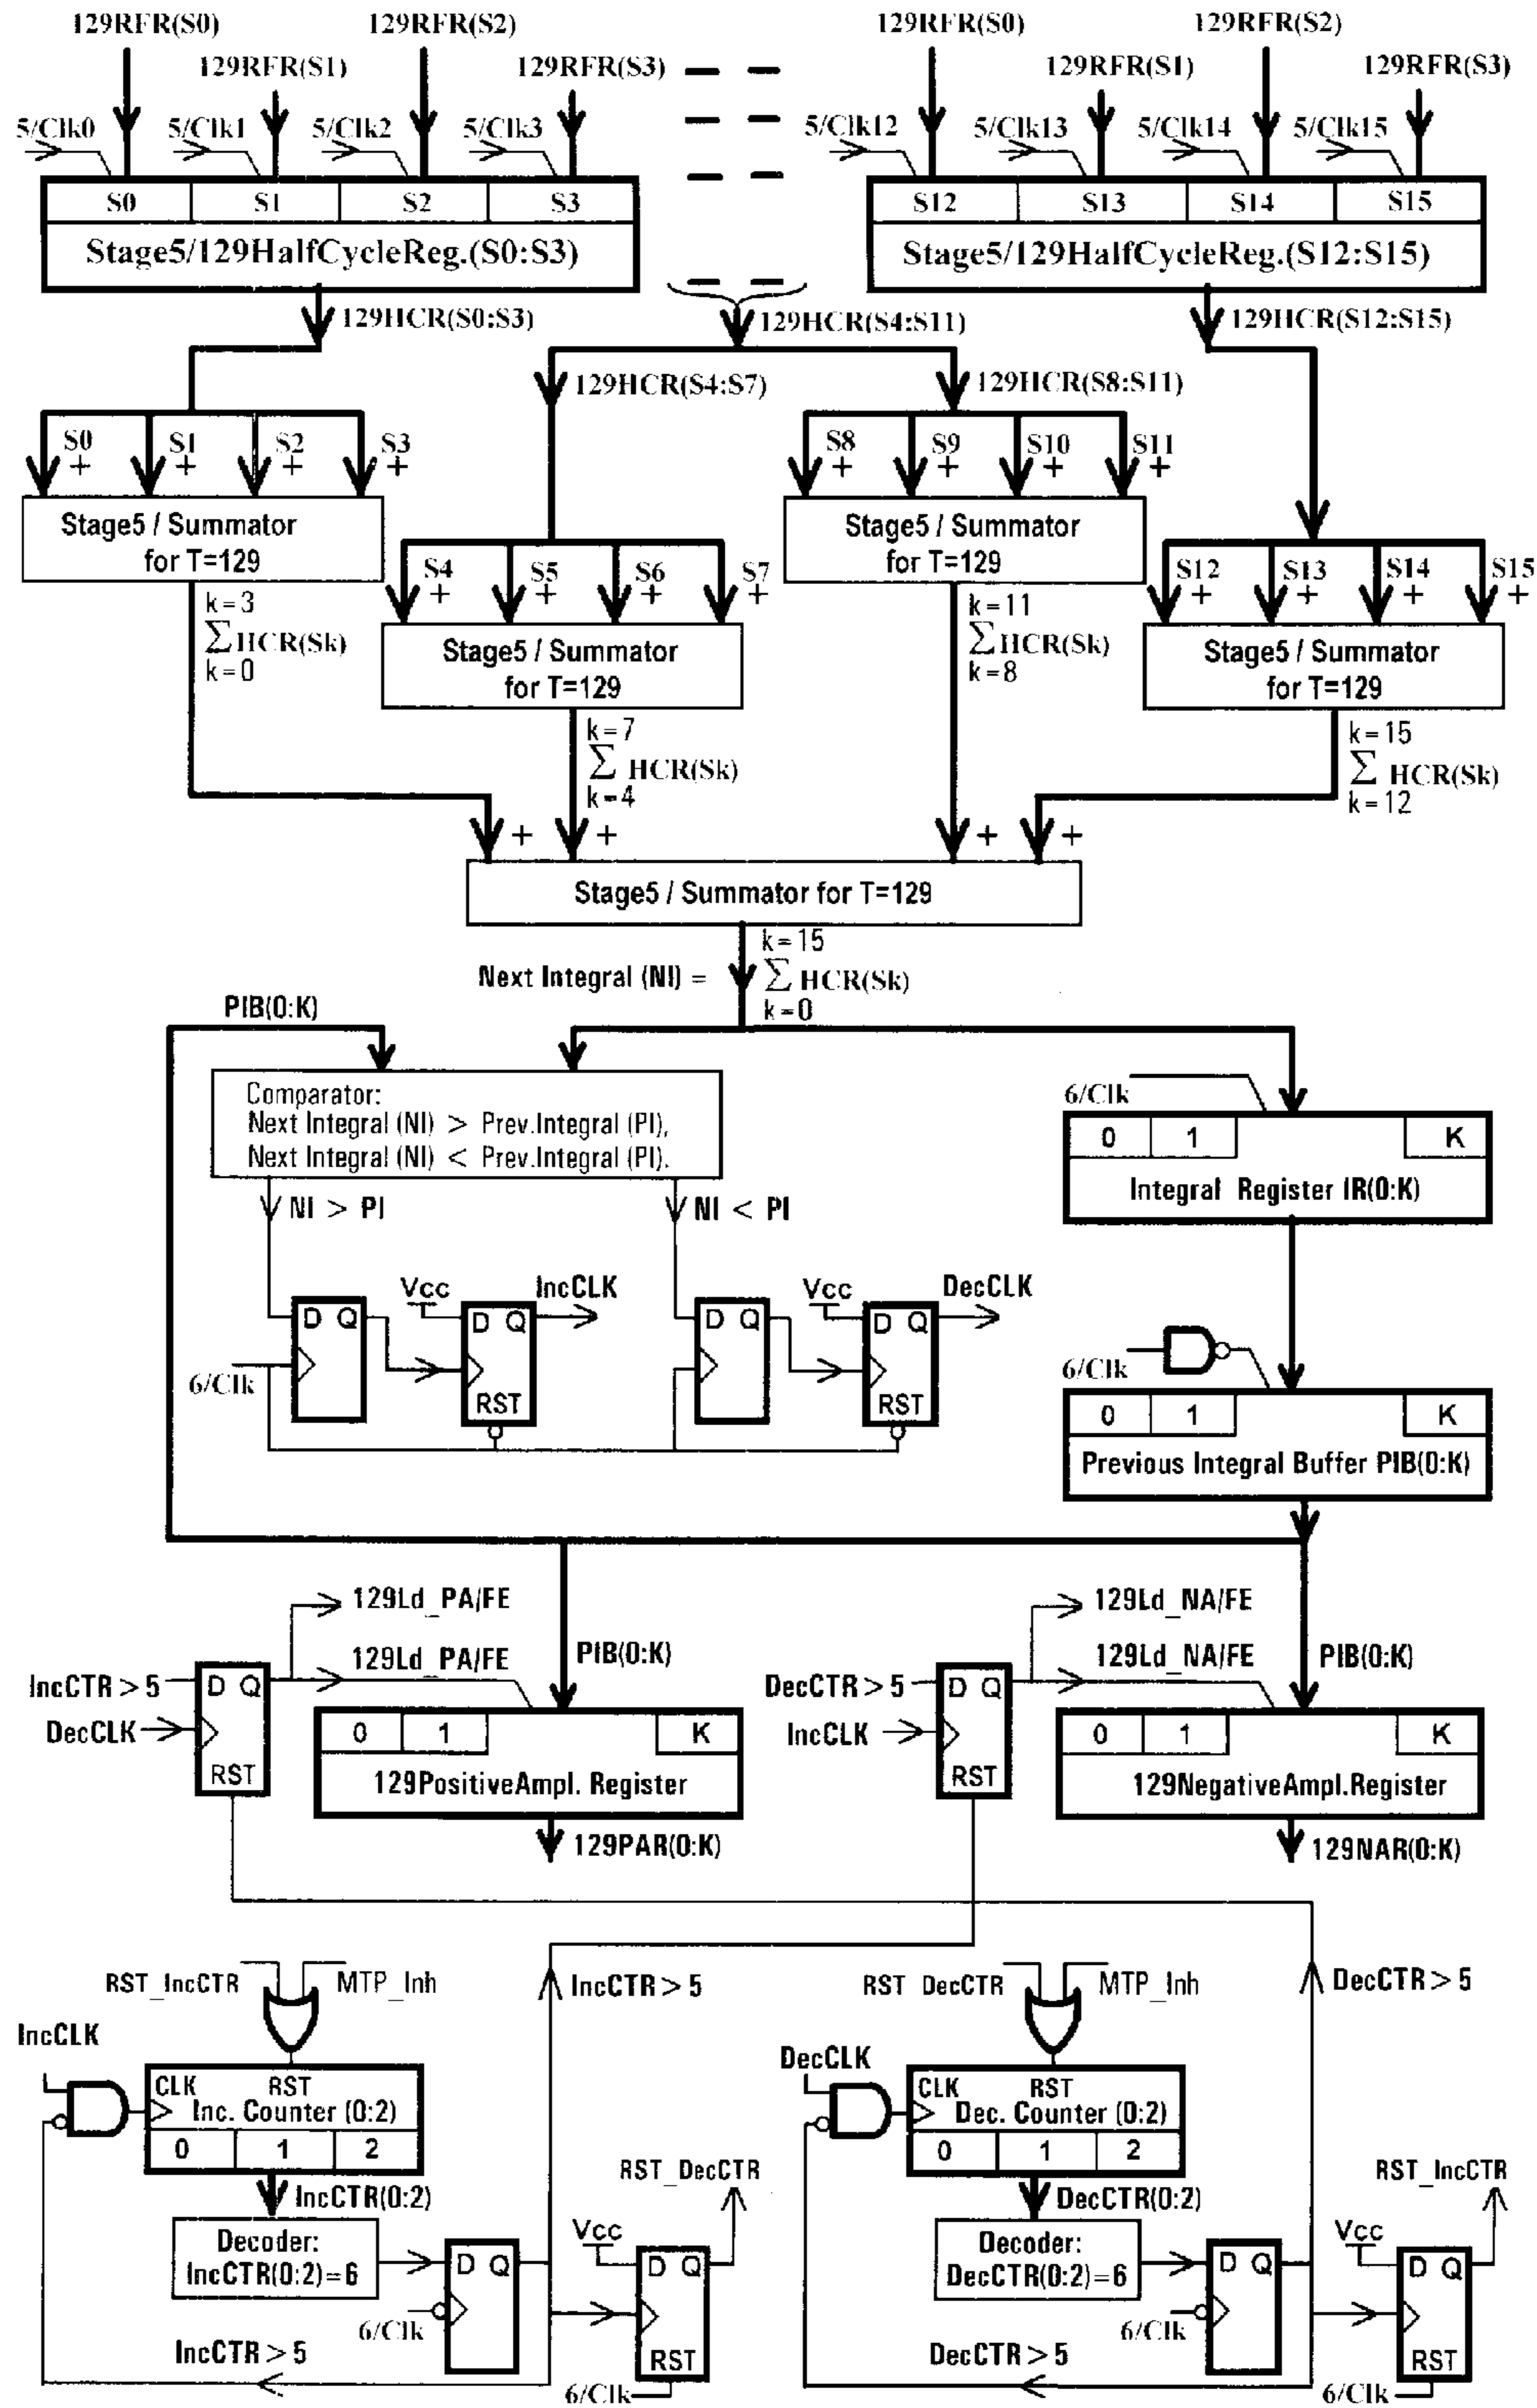 129RFR(S0)
129RFR(S2)
129RFR(S0)
129RFR(S2)
129RFR(S1)
129RFR(S3)
129RFR(S1)
129RFR(S3)
5/Clk0
5/Clk1
5/Clk2
5/Clk3
5/Clk12
5/Clk13
5/Clk14
5/Clk15
S0
S1
S2
S3
S12
S13
S14
S15
Stage5/129HalfCycleReg.(S0:S3)
Stage5/129HalfCycleReg.(S12:S15)
129HCR(S0:S3)
129HCR(S4:S11)
129HCR(S12:S15)
129HCR(S4:S7)
129HCR(S8:S11)
S0
+
S1
+
S2
+
S3
+
S8
+
S9
+
S10
+
S11
+
Stage5 / Summator
for T=129
Stage5 / Summator
for T=129
S4
+
S5
+
S6
+
S7
+
S12
+
S13
+
S14
+
S15
+
k=3
∑HCR(Sk)
k=0
Stage5 / Summator
for T=129
k=11
∑HCR(Sk)
k=8
Stage5 / Summator
for T=129
k=7
∑ HCR(Sk)
k=4
k=15
∑ HCR(Sk)
k=12
+
+
+
+
Stage5 / Summator for T=129
Next Integral (NI) =
k=15
∑ HCR(Sk)
k=0
PIB(0:K)
Comparator:
Next Integral (NI) > Prev.Integral (PI),
Next Integral (NI) < Prev.Integral (PI).
6/Clk
0
1
K
Integral Register IR(0:K)
NI > PI
NI < PI
Vcc
IncCLK
Vcc
DecCLK
D Q
D Q
D Q
D Q
6/Clk
RST
RST
6/Clk
0
1
K
Previous Integral Buffer PIB(0:K)
129Ld_PA/FE
129Ld_NA/FE
129Ld_PA/FE
PIB(0:K)
129Ld_NA/FE
PIB(0:K)
IncCTR > 5
D Q
DecCLK
RST
0
1
K
129PositiveAmpl. Register
DecCTR > 5
D Q
IncCLK
RST
0
1
K
129NegativeAmpl.Register
129PAR(0:K)
129NAR(0:K)
RST_IncCTR
MTP_Inh
IncCTR > 5
RST DecCTR
MTP_Inh
DecCTR > 5
IncCLK
CLK
RST
Inc. Counter (0:2)
0
1
2
DecCLK
CLK
RST
Dec. Counter (0:2)
0
1
2
IncCTR(0:2)
RST_DecCTR
DecCTR(0:2)
RST_IncCTR
Decoder:
IncCTR(0:2)=6
D Q
Vcc
D Q
Decoder:
DecCTR(0:2)=6
D Q
Vcc
D Q
6/Clk
6/Clk
IncCTR > 5
RST
DecCTR > 5
RST
6/Clk
6/Clk